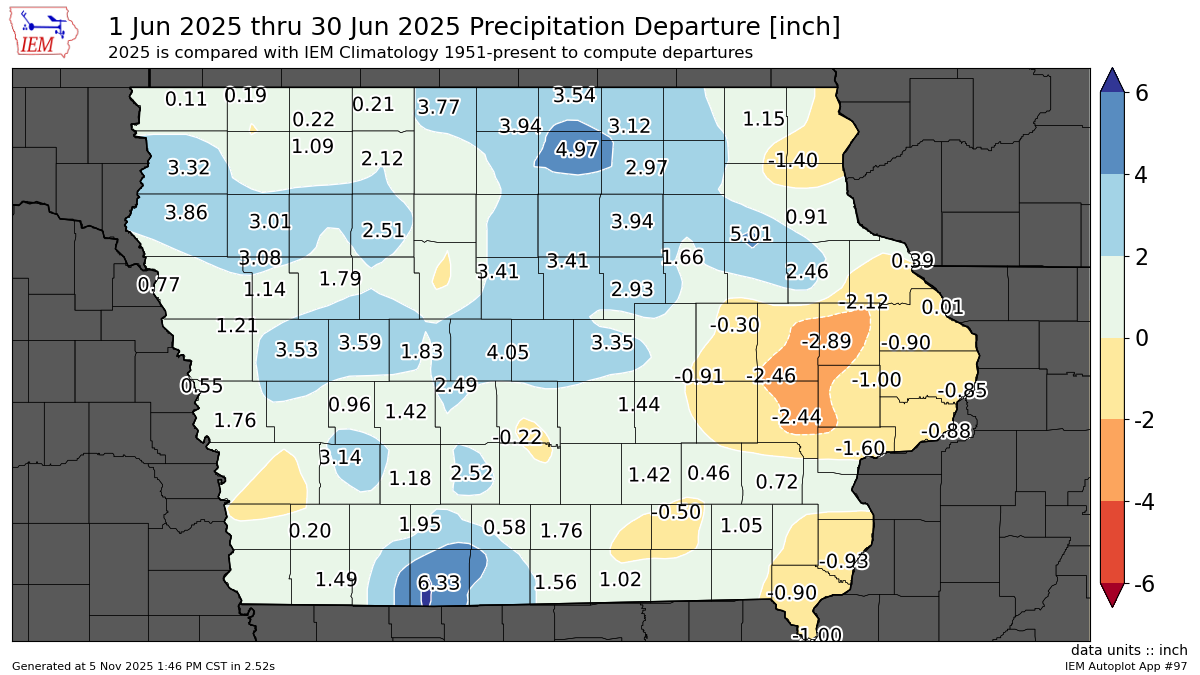 IEM
1 Jun 2025 thru 30 Jun 2025 Precipitation Departure [inch]
2025 is compared with IEM Climatology 1951-present to compute departures
0.11 0.19 0.22 0.21 3.77 3.54 3.94 3.12 1.15
1.09 2.12 4.97 2.97 -1.40
3.32
3.86 3.01 2.51 3.94 5.01 0.91
3.08 3.41 3.41 1.66 2.46 0.39
0.77 1.14 1.79 2.93 -2.12 0.01
1.21 3.53 3.59 1.83 4.05 3.35 -0.30 -2.89 -0.90
0.55 2.49 -0.91 -2.46 -1.00 -0.85
1.76 0.96 1.42 -0.22 1.44 -2.44 -0.88
3.14 1.18 2.52 1.42 0.46 0.72 -1.60
0.20 1.95 0.58 1.76 -0.50 1.05
1.49 6.33 1.56 1.02 -0.93
-0.90
-1.00
6
4
2
0
-2
-4
-6
data units :: inch
Generated at 5 Nov 2025 1:46 PM CST in 2.52s
IEM Autoplot App #97